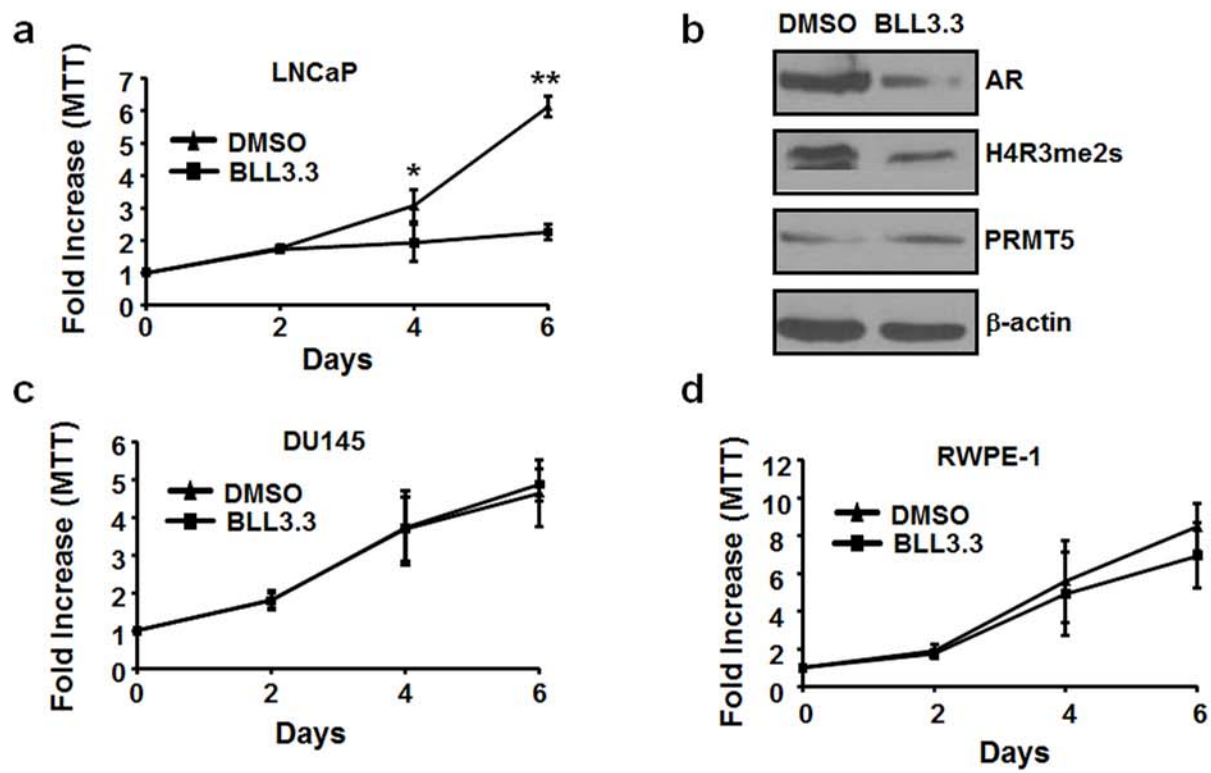 a
LNCaP
Fold Increase (MTT)
7
6
5
4
3
2
1
0
DMSO
BLL3.3
*
**
0 2 4 6
Days
b
DMSO BLL3.3
AR
H4R3me2s
PRMT5
β-actin
c
DU145
Fold Increase (MTT)
6
5
4
3
2
1
0
DMSO
BLL3.3
0 2 4 6
Days
d
RWPE-1
Fold Increase (MTT)
12
10
8
6
4
2
0
DMSO
BLL3.3
0 2 4 6
Days